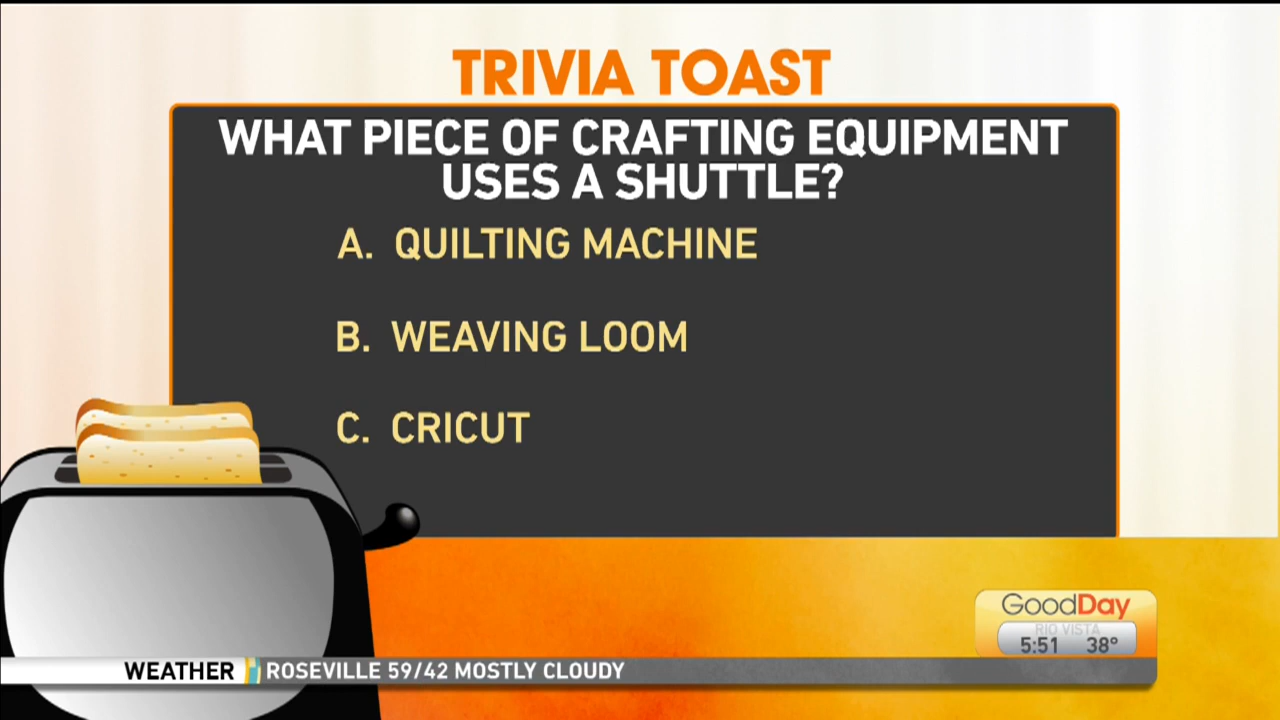 TRIVIA TOAST
WHAT PIECE OF CRAFTING EQUIPMENT
USES A SHUTTLE?
A. QUILTING MACHINE
B. WEAVING LOOM
C. CRICUT
GoodDay
RIO VISTA
5:51 38°
WEATHER ROSEVILLE 59/42 MOSTLY CLOUDY